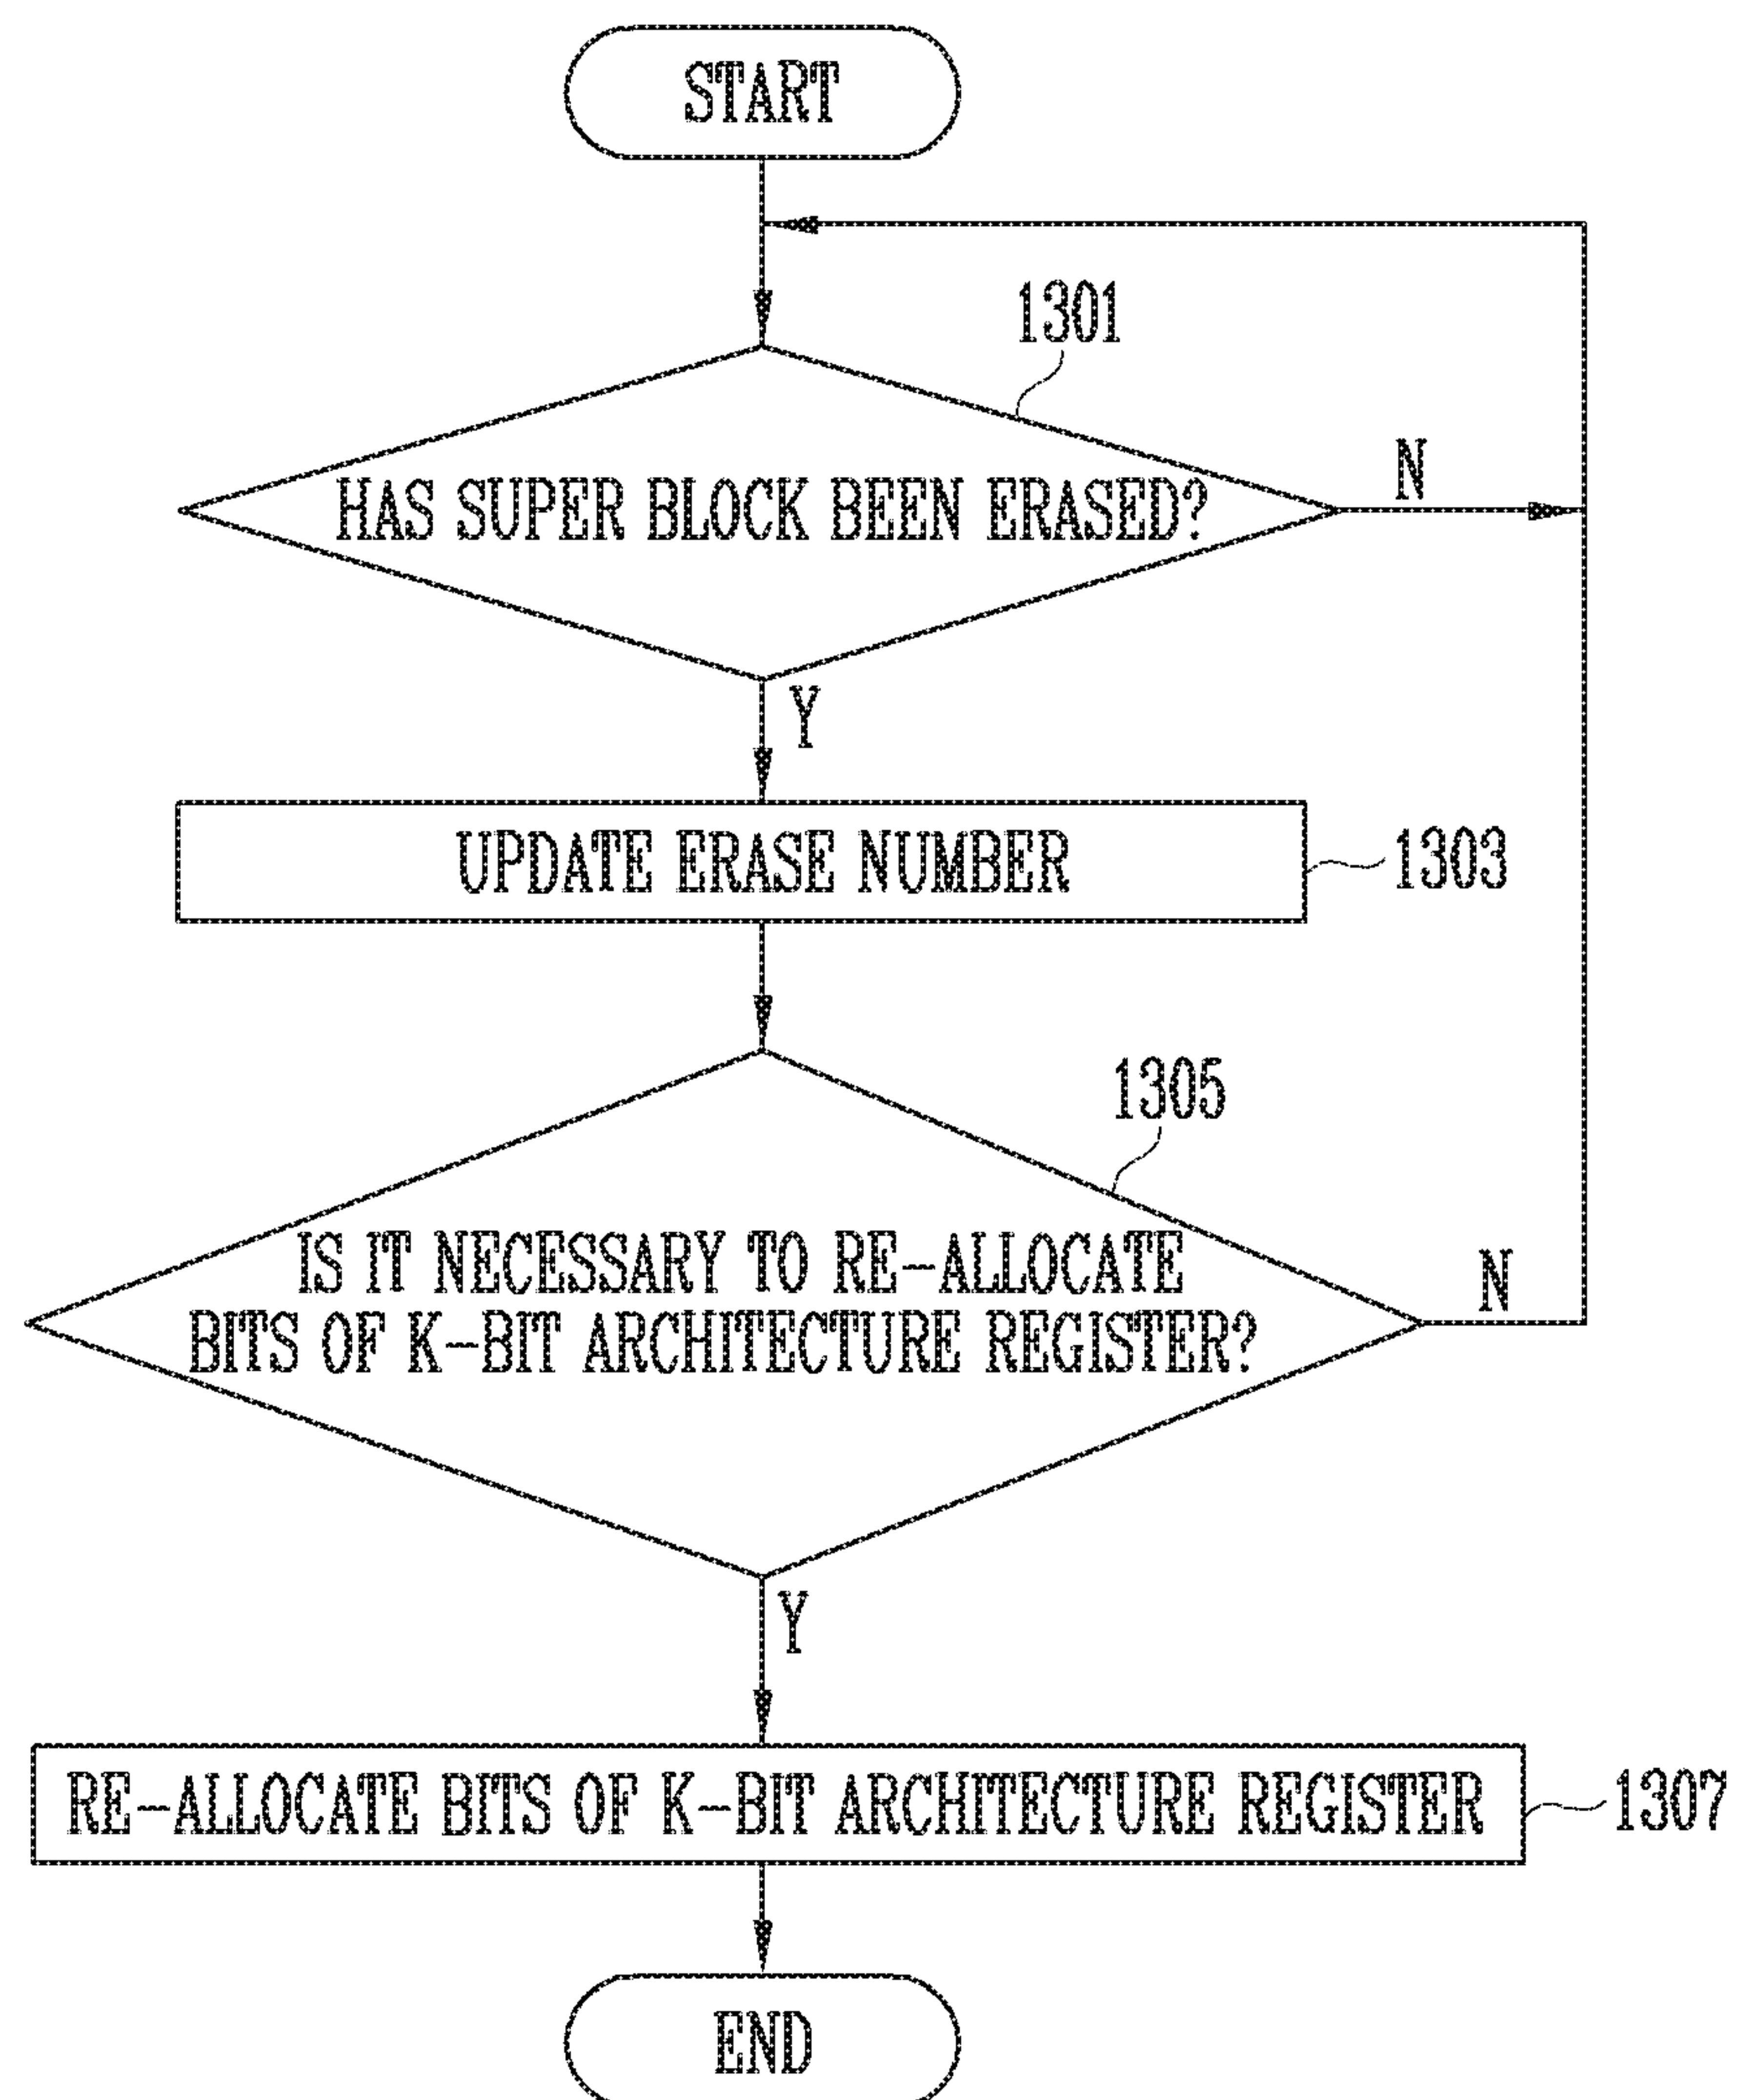 START
1301
HAS SUPER BLOCK BEEN ERASED?
N
Y
UPDATE ERASE NUMBER
1303
1305
IS IT NECESSARY TO RE-ALLOCATE
BITS OF K-BIT ARCHITECTURE REGISTER?
N
Y
RE-ALLOCATE BITS OF K-BIT ARCHITECTURE REGISTER
1307
END